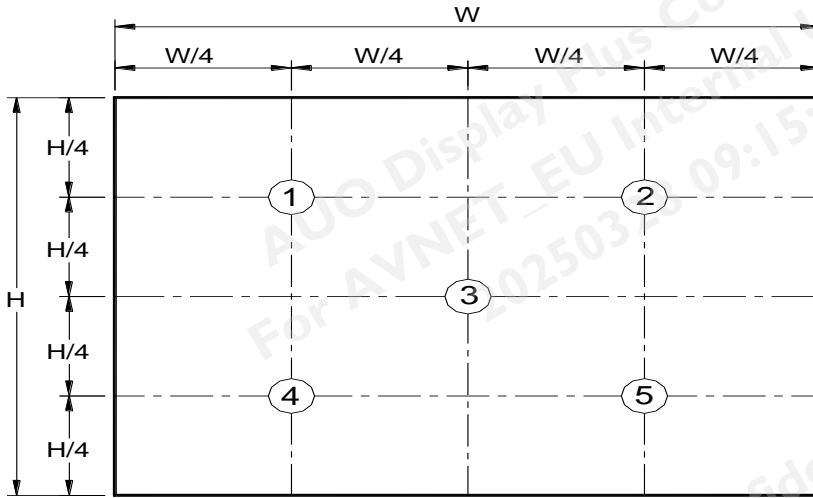 W
W/4 W/4 W/4 W/4
H/4
1 2
H/4
H
3
H/4
4 5
H/4
AUO Display Plus
For AVNET_EU Internal
20250328 09:15: